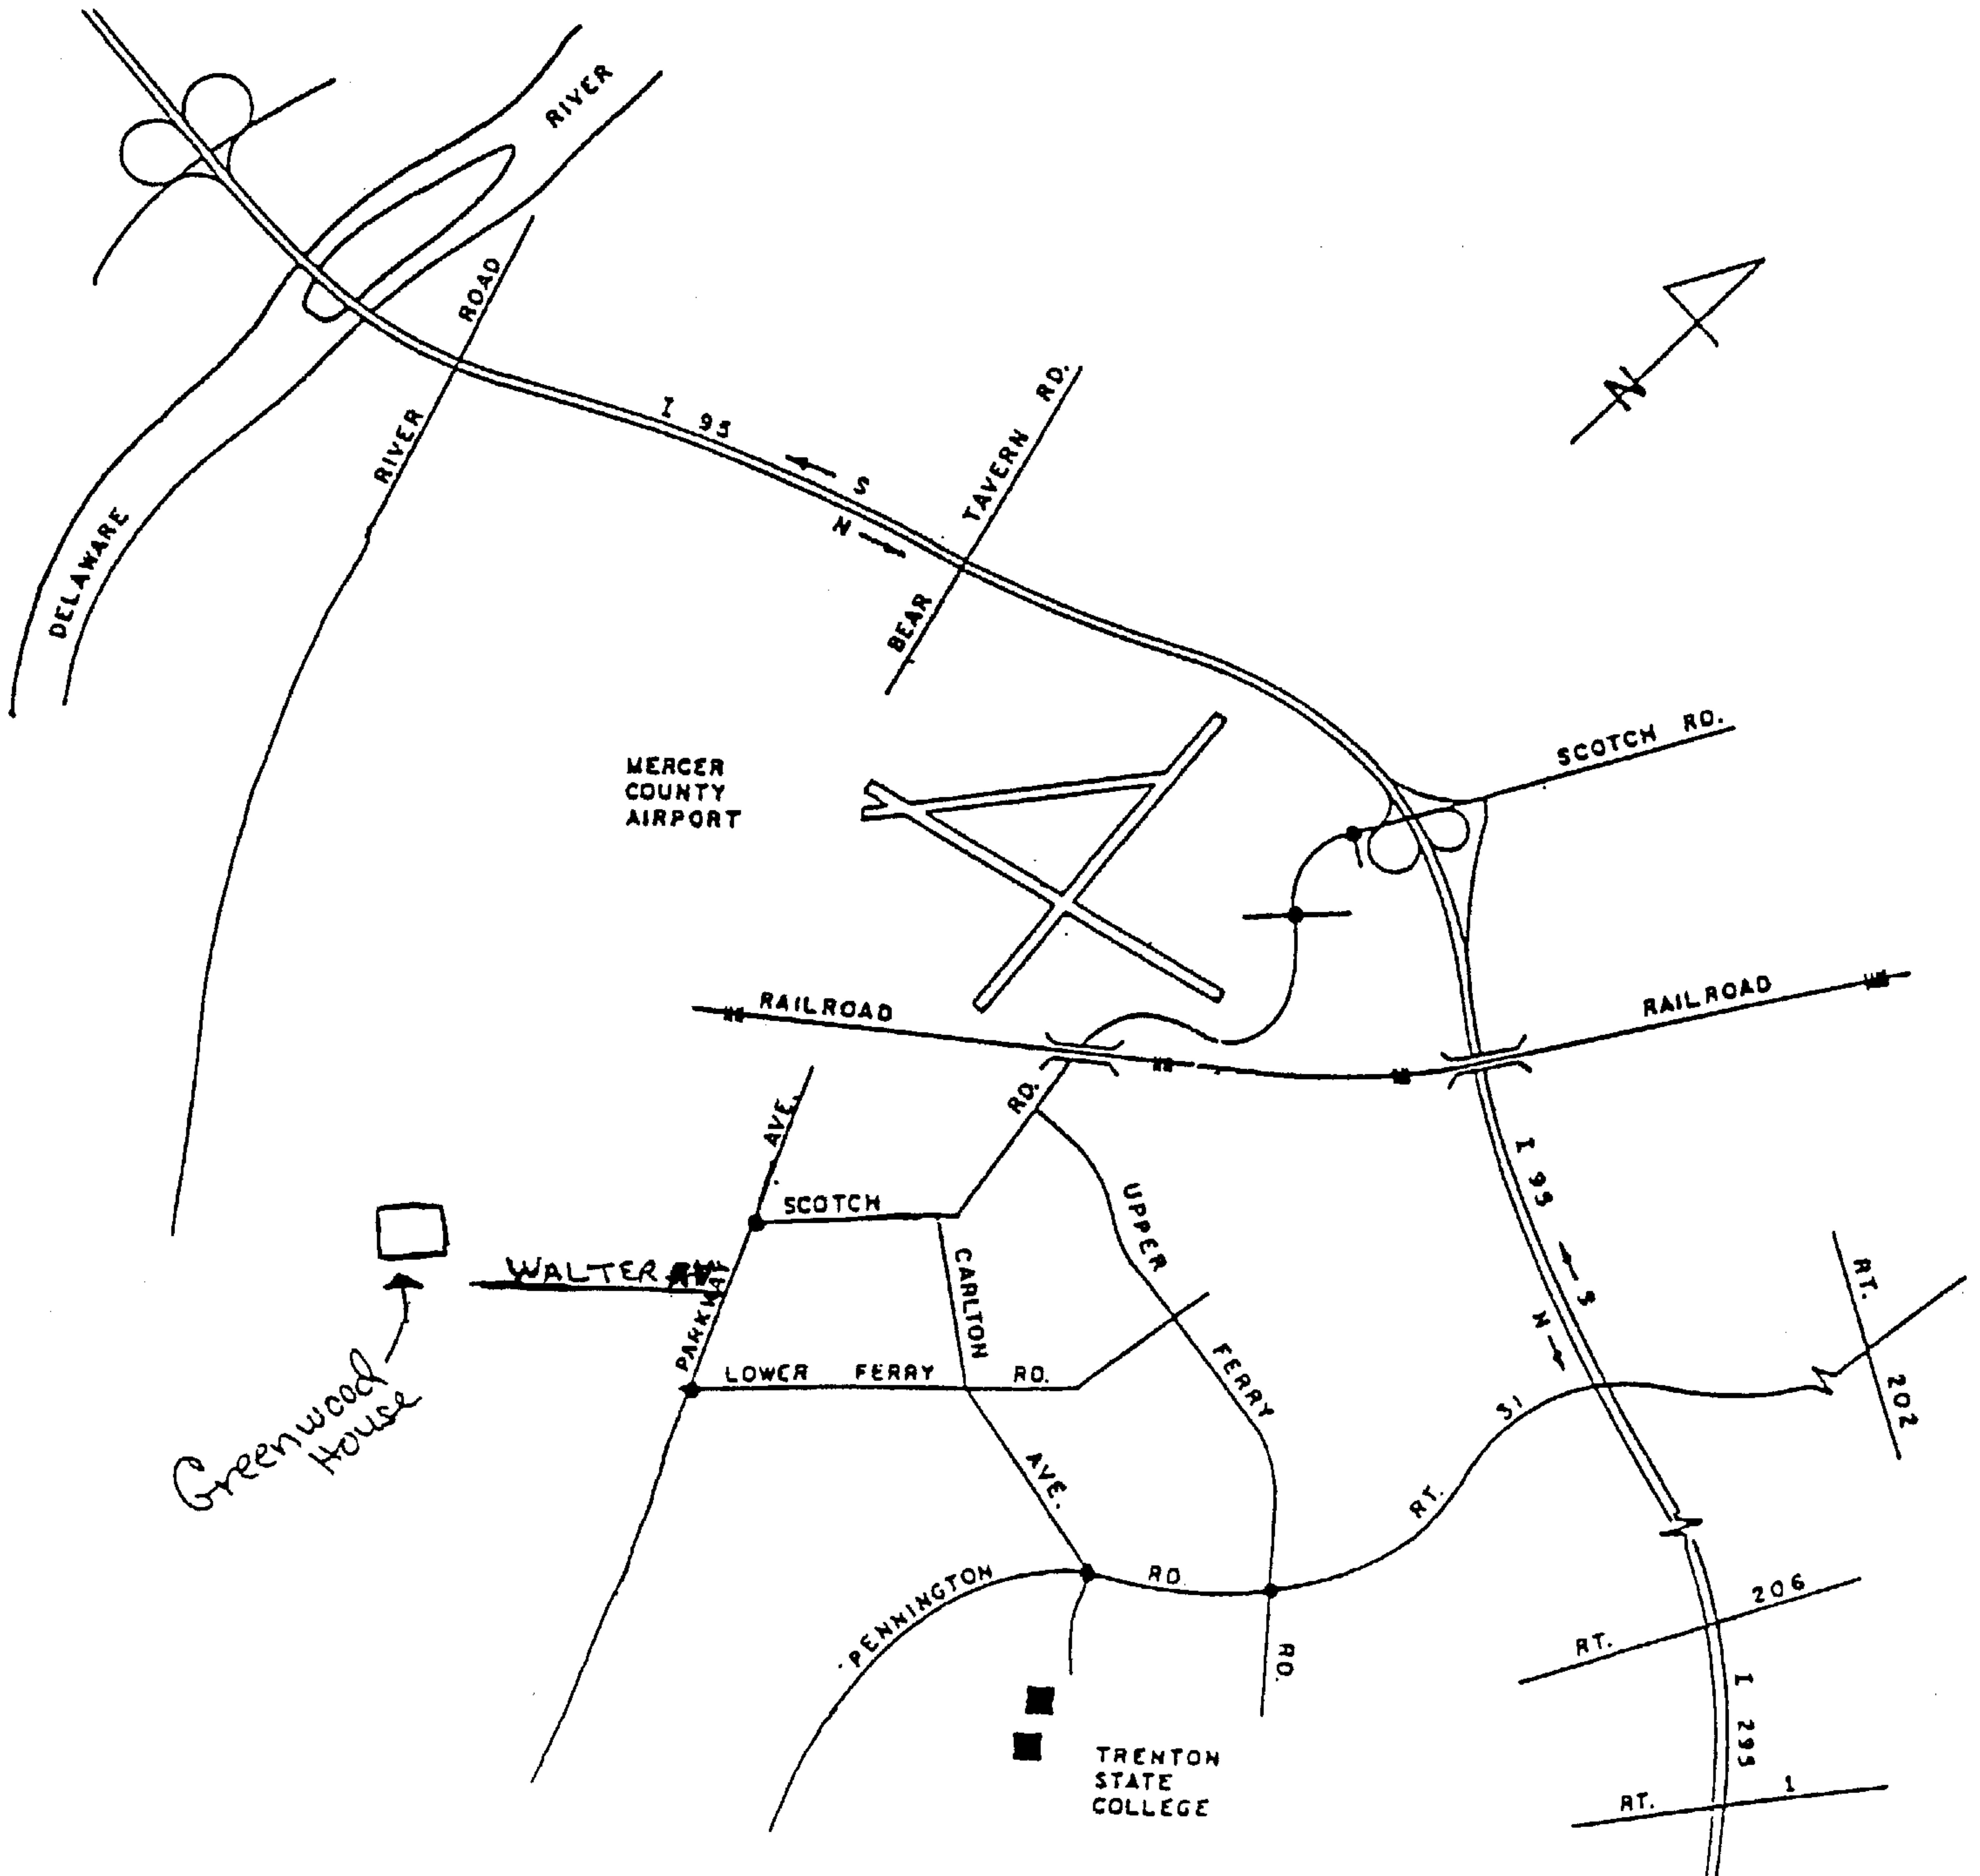 RIVER
ROAD
RIVER
DELAWARE
I 95
S
N
TAVERN RD.
BEAR
N
MERCER
COUNTY
AIRPORT
SCOTCH RD.
RAILROAD
RAILROAD
RD.
AVE.
SCOTCH
UPPER
I 95
S
N
WALTER
PARKWAY
CARLTON
RT.
202
LOWER FERRY RD.
FERRY
Greenwood
House
AVE.
RT. 31
PENNINGTON RD.
RD.
RT. 206
I 295
TRENTON
STATE
COLLEGE
RT. 1